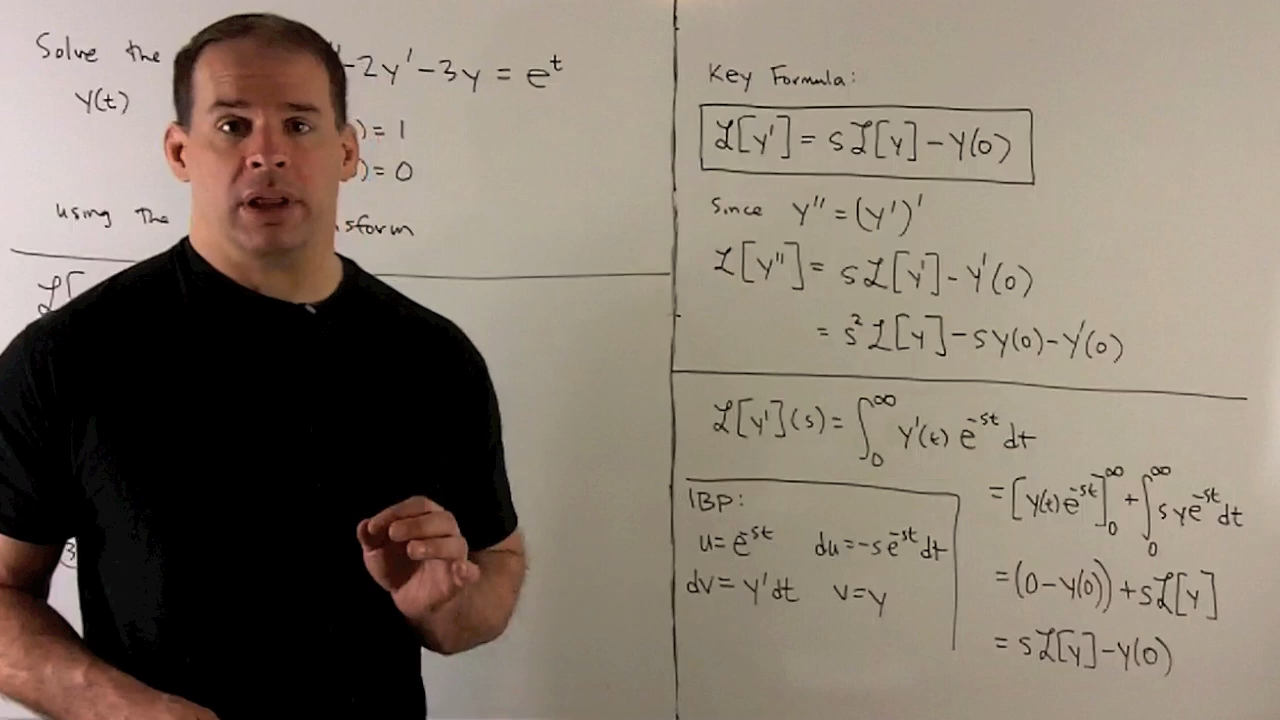 Solve the
" -2y' -3y = e^t
Y(t)
) = 1
) = 0
using the
nsform
ℒ[
3
Key Formula:
ℒ[y'] = sℒ[y] - y(0)
Since y'' = (y')'
ℒ[y''] = sℒ[y'] - y'(0)
= s²ℒ[y] - sy(0) - y'(0)
ℒ[y'](s) = ∫₀^∞ y'(t) e^{-st} dt
= [y(t)e^{-st}]₀^∞ + ∫₀^∞ s y e^{-st} dt
= (0 - y(0)) + sℒ[y]
= sℒ[y] - y(0)
IBP:
u = e^{-st} du = -se^{-st} dt
dv = y'dt v = y